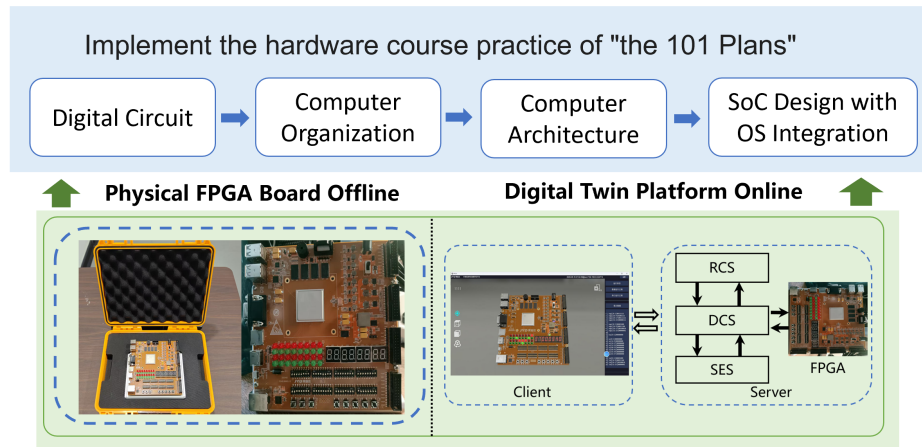 Implement the hardware course practice of "the 101 Plans"
Digital Circuit
Computer
Organization
Computer
Architecture
SoC Design with
OS Integration
Physical FPGA Board Offline
Digital Twin Platform Online
RCS
DCS
SES
FPGA
Client
Server